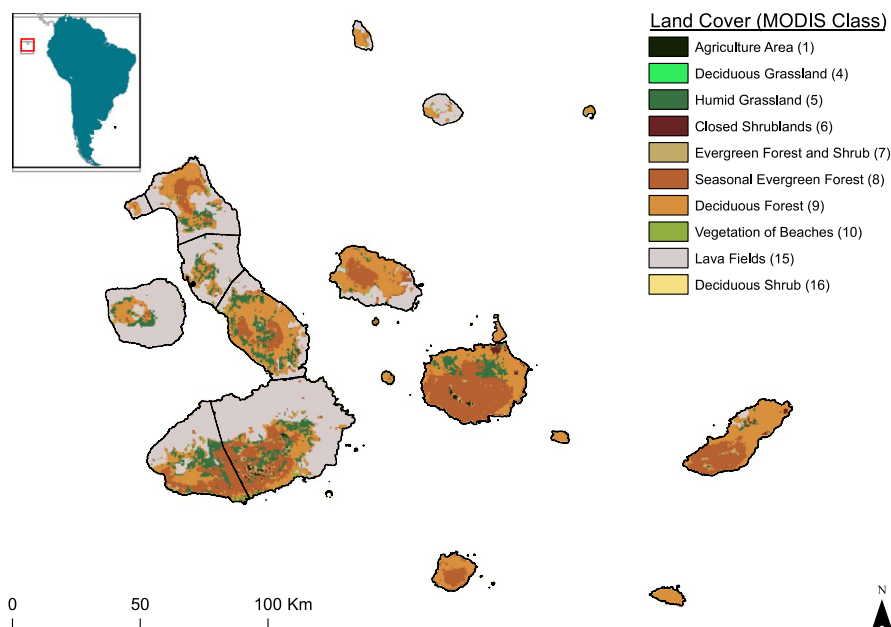 Land Cover (MODIS Class)
Agriculture Area (1)
Deciduous Grassland (4)
Humid Grassland (5)
Closed Shrublands (6)
Evergreen Forest and Shrub (7)
Seasonal Evergreen Forest (8)
Deciduous Forest (9)
Vegetation of Beaches (10)
Lava Fields (15)
Deciduous Shrub (16)
0 50 100 Km
N